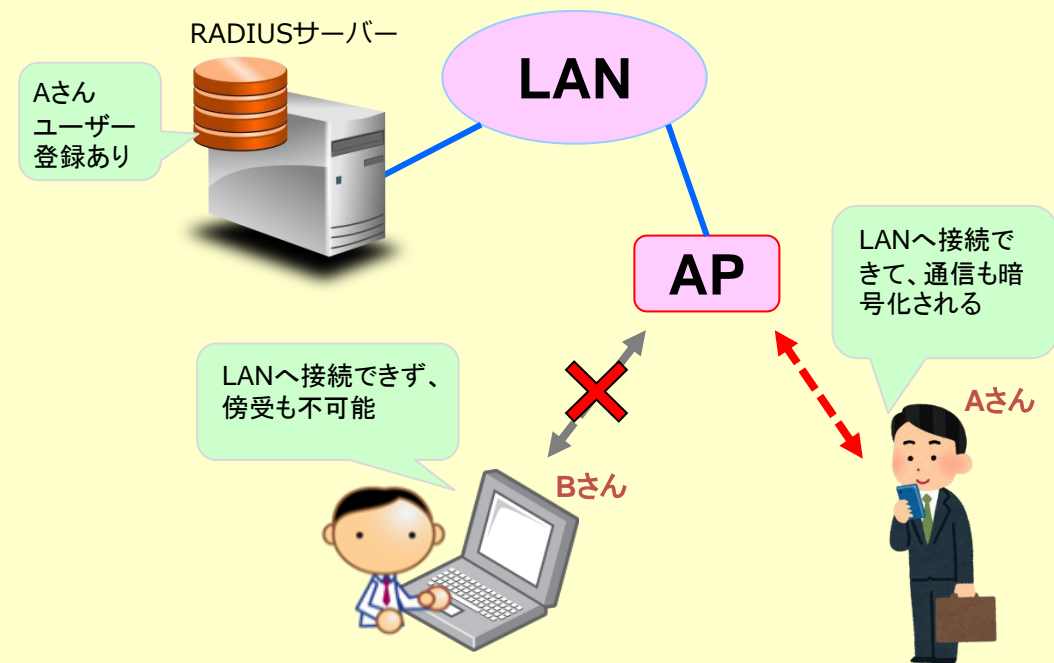 RADIUSサーバー
LAN
Aさん
ユーザー
登録あり
AP
LANへ接続で
きて、通信も暗
号化される
LANへ接続できず、
傍受も不可能
Aさん
Bさん